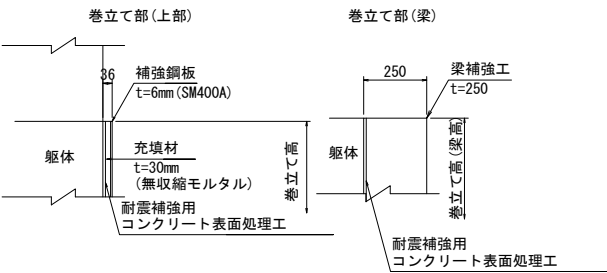 巻立て部(上部)
36
補強鋼板
t=6mm(SM400A)
躯体
充填材
t=30mm
(無収縮モルタル)
巻立て高
耐震補強用
コンクリート表面処理工
巻立て部(梁)
250
梁補強工
t=250
躯体
巻立て高(梁高)
耐震補強用
コンクリート表面処理工